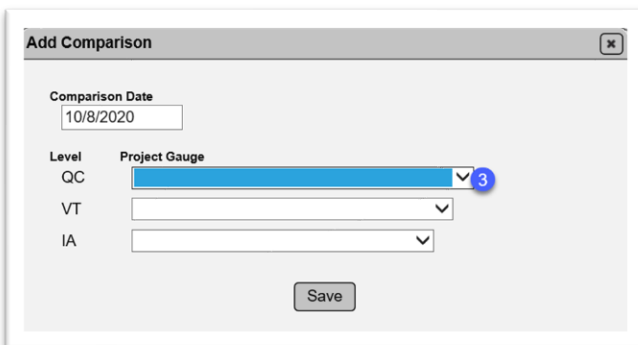 Add Comparison
Comparison Date
10/8/2020
Level Project Gauge
QC 3
VT
IA
Save